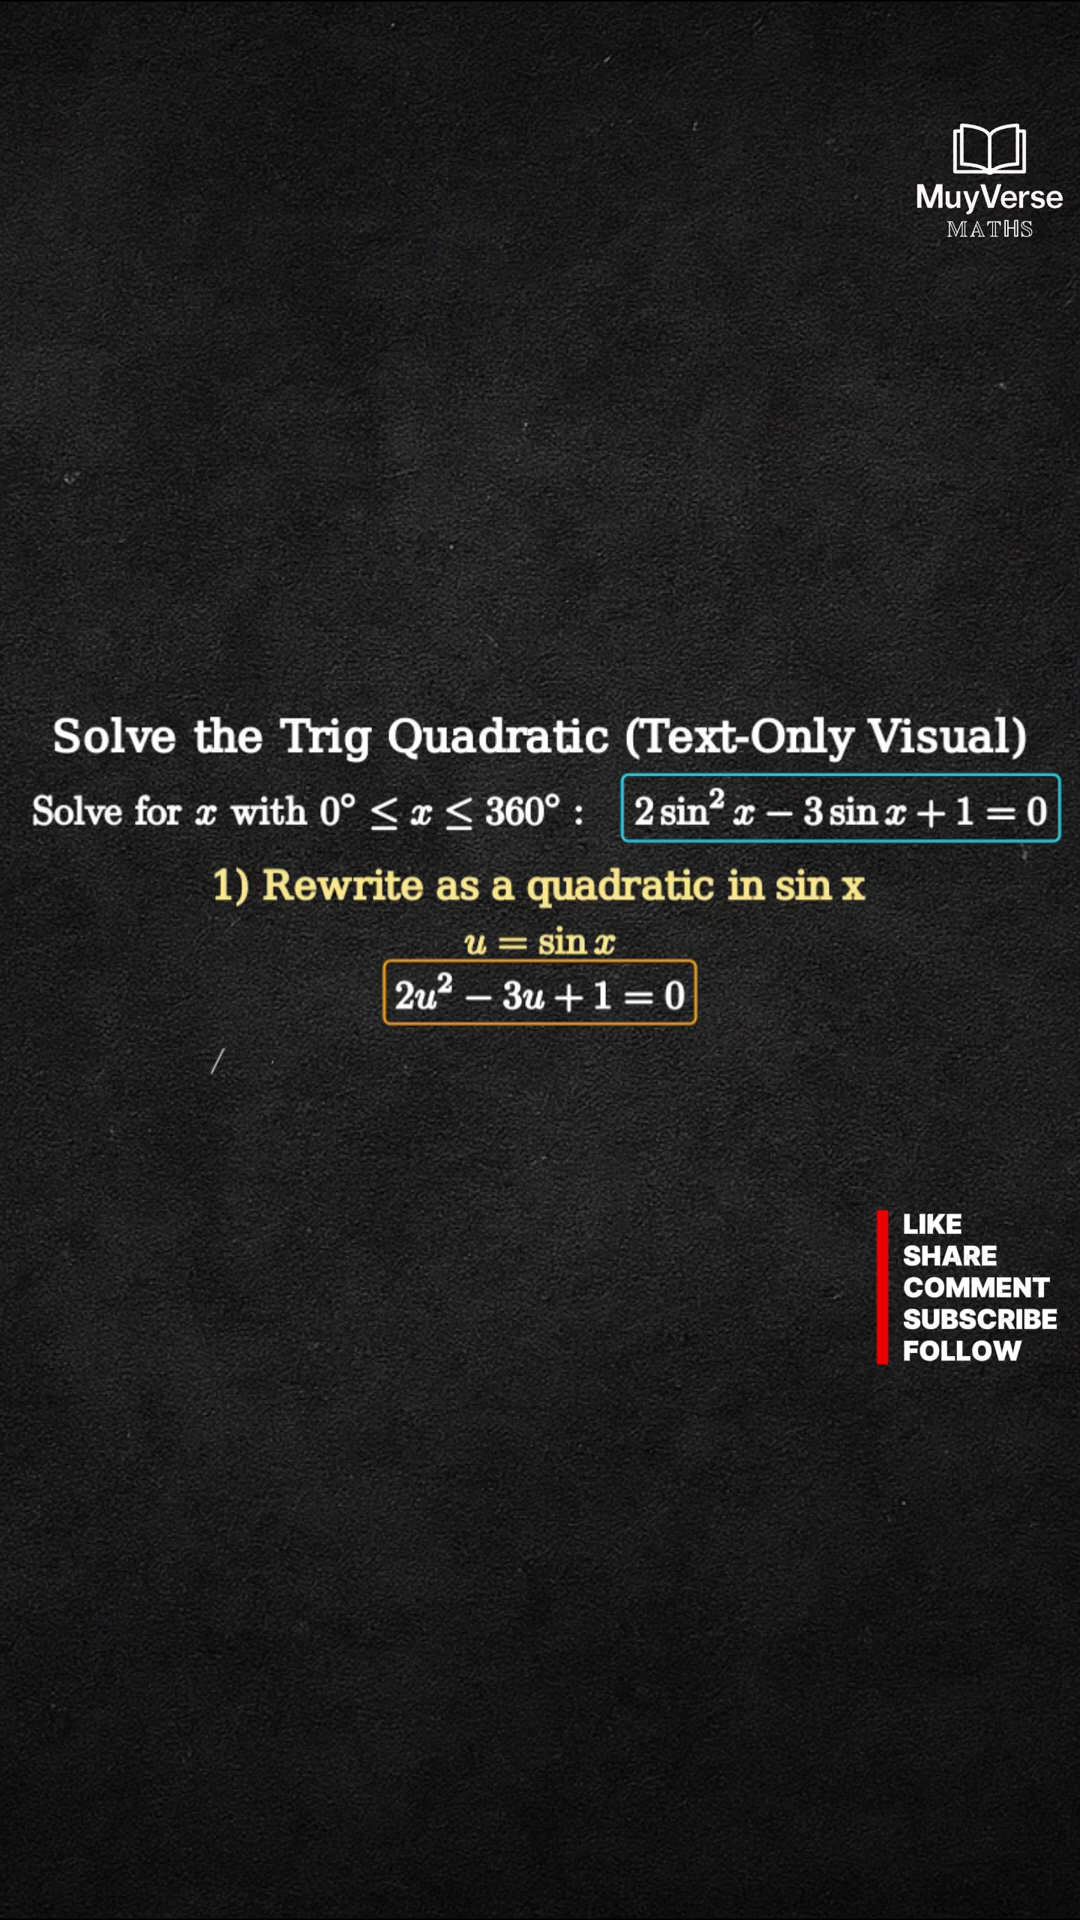 MuyVerse
MATHS
Solve the Trig Quadratic (Text-Only Visual)
Solve for x with 0° ≤ x ≤ 360° : 2 sin² x − 3 sin x + 1 = 0
1) Rewrite as a quadratic in sin x
u = sin x
2u² − 3u + 1 = 0
LIKE
SHARE
COMMENT
SUBSCRIBE
FOLLOW